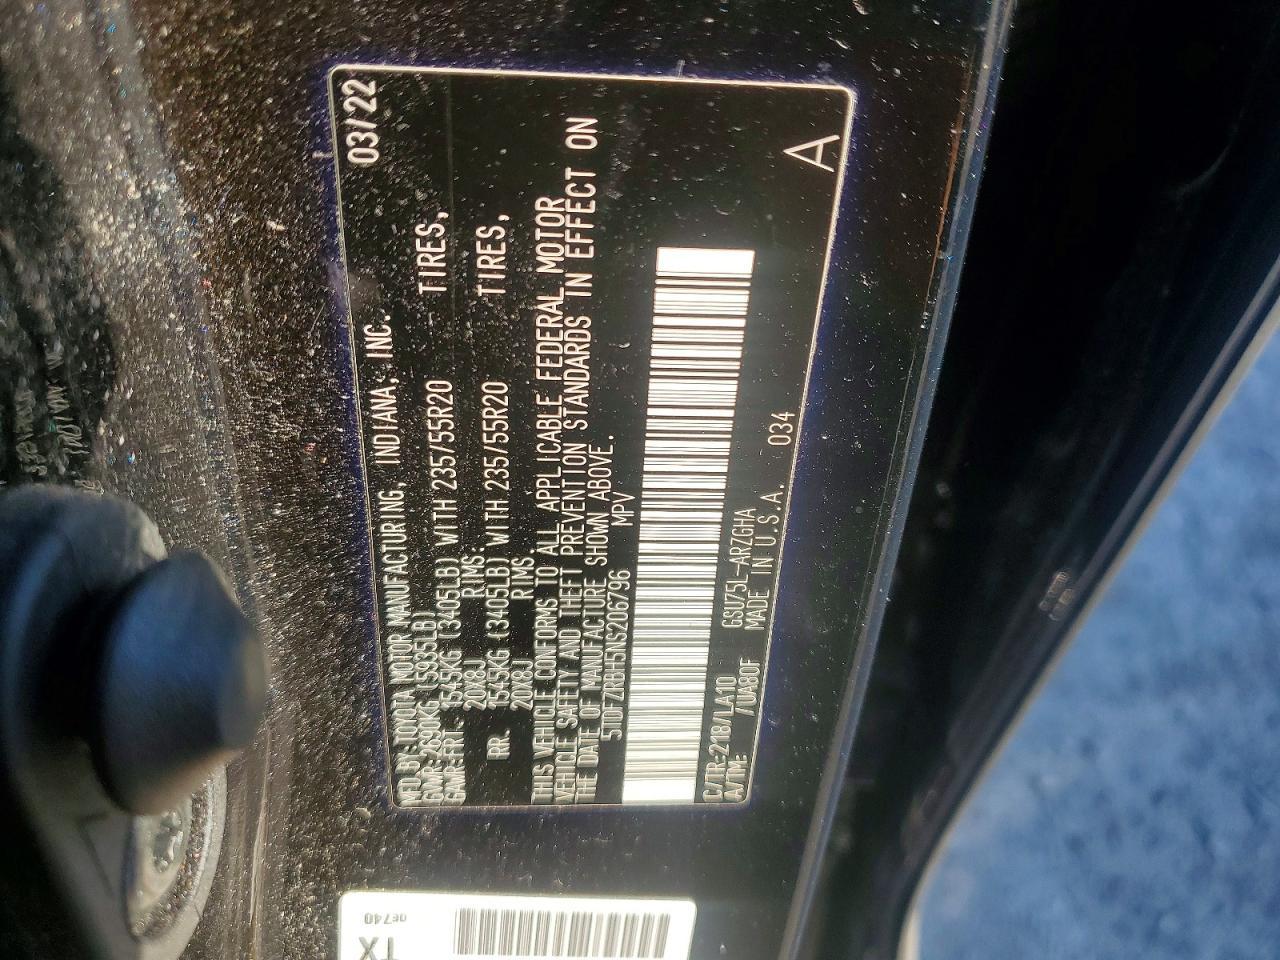 MFD BY: TOYOTA MOTOR MANUFACTURING, INDIANA, INC. 03/22
GVWR 2690KG (5935LB)
GAWR FRT. 1545KG (3405LB) WITH 235/55R20 TIRES,
20X8J RIMS:
RR. 1545KG (3405LB) WITH 235/55R20 TIRES,
20X8J RIMS.
THIS VEHICLE CONFORMS TO ALL APPLICABLE FEDERAL MOTOR
VEHICLE SAFETY AND THEFT PREVENTION STANDARDS IN EFFECT ON
THE DATE OF MANUFACTURE SHOWN ABOVE.
5TDFZRBH5NS206796 MPV
C/TR: 218/LA10 GSU75L-ARZGHA
A/TM: /UA80F MADE IN U.S.A. 034
A
TX
0E740